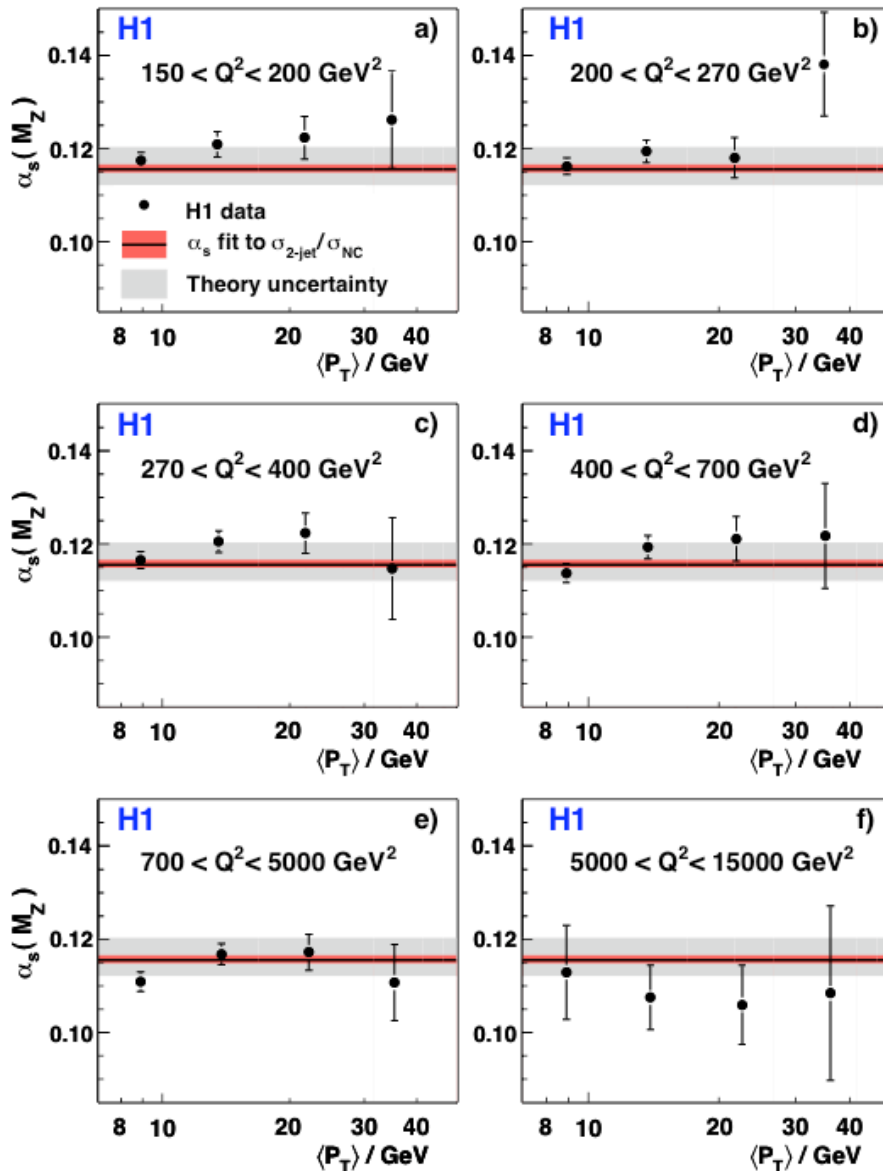 H1 a)
150 < Q² < 200 GeV²
α_s ( M_Z )
0.14
0.12
0.10
H1 data
α_s fit to σ_2-jet/σ_NC
Theory uncertainty
8 10 20 30 40
⟨P_T⟩ / GeV
H1 b)
200 < Q² < 270 GeV²
0.14
0.12
0.10
8 10 20 30 40
⟨P_T⟩ / GeV
H1 c)
270 < Q² < 400 GeV²
α_s ( M_Z )
0.14
0.12
0.10
8 10 20 30 40
⟨P_T⟩ / GeV
H1 d)
400 < Q² < 700 GeV²
0.14
0.12
0.10
8 10 20 30 40
⟨P_T⟩ / GeV
H1 e)
700 < Q² < 5000 GeV²
α_s ( M_Z )
0.14
0.12
0.10
8 10 20 30 40
⟨P_T⟩ / GeV
H1 f)
5000 < Q² < 15000 GeV²
0.14
0.12
0.10
8 10 20 30 40
⟨P_T⟩ / GeV